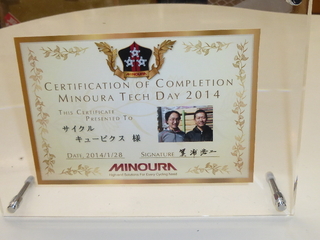 CERTIFICATION OF COMPLETION
MINOURA TECH DAY 2014
THIS CERTIFICATE
PRESENTED TO
サイクル
キュービクス 様
DATE 2014/1/28 SIGNATURE
MINOURA